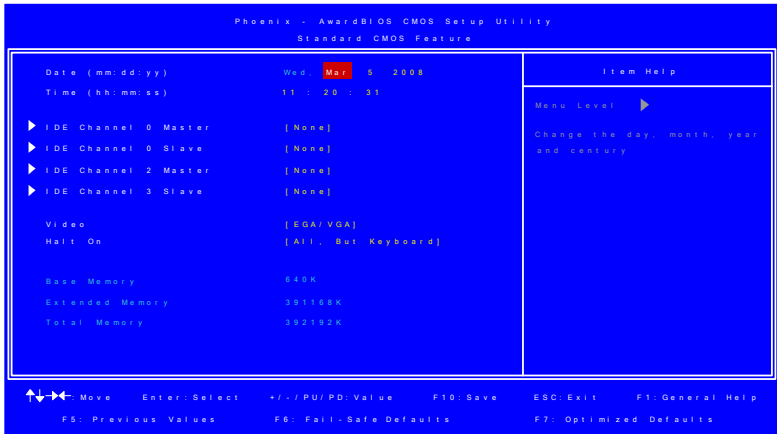 Phoenix - AwardBIOS CMOS Setup Utility
Standard CMOS Feature
Date (mm:dd:yy) Wed, Mar 5 2008
Time (hh:mm:ss) 11 : 20 : 31
IDE Channel 0 Master [None]
IDE Channel 0 Slave [None]
IDE Channel 2 Master [None]
IDE Channel 3 Slave [None]
Video [EGA/VGA]
Halt On [All, But Keyboard]
Base Memory 640K
Extended Memory 391168K
Total Memory 392192K
Item Help
Menu Level
Change the day, month, year
and century
:Move Enter:Select +/-/PU/PD:Value F10:Save ESC:Exit F1:General Help
F5: Previous Values F6: Fail-Safe Defaults F7: Optimized Defaults